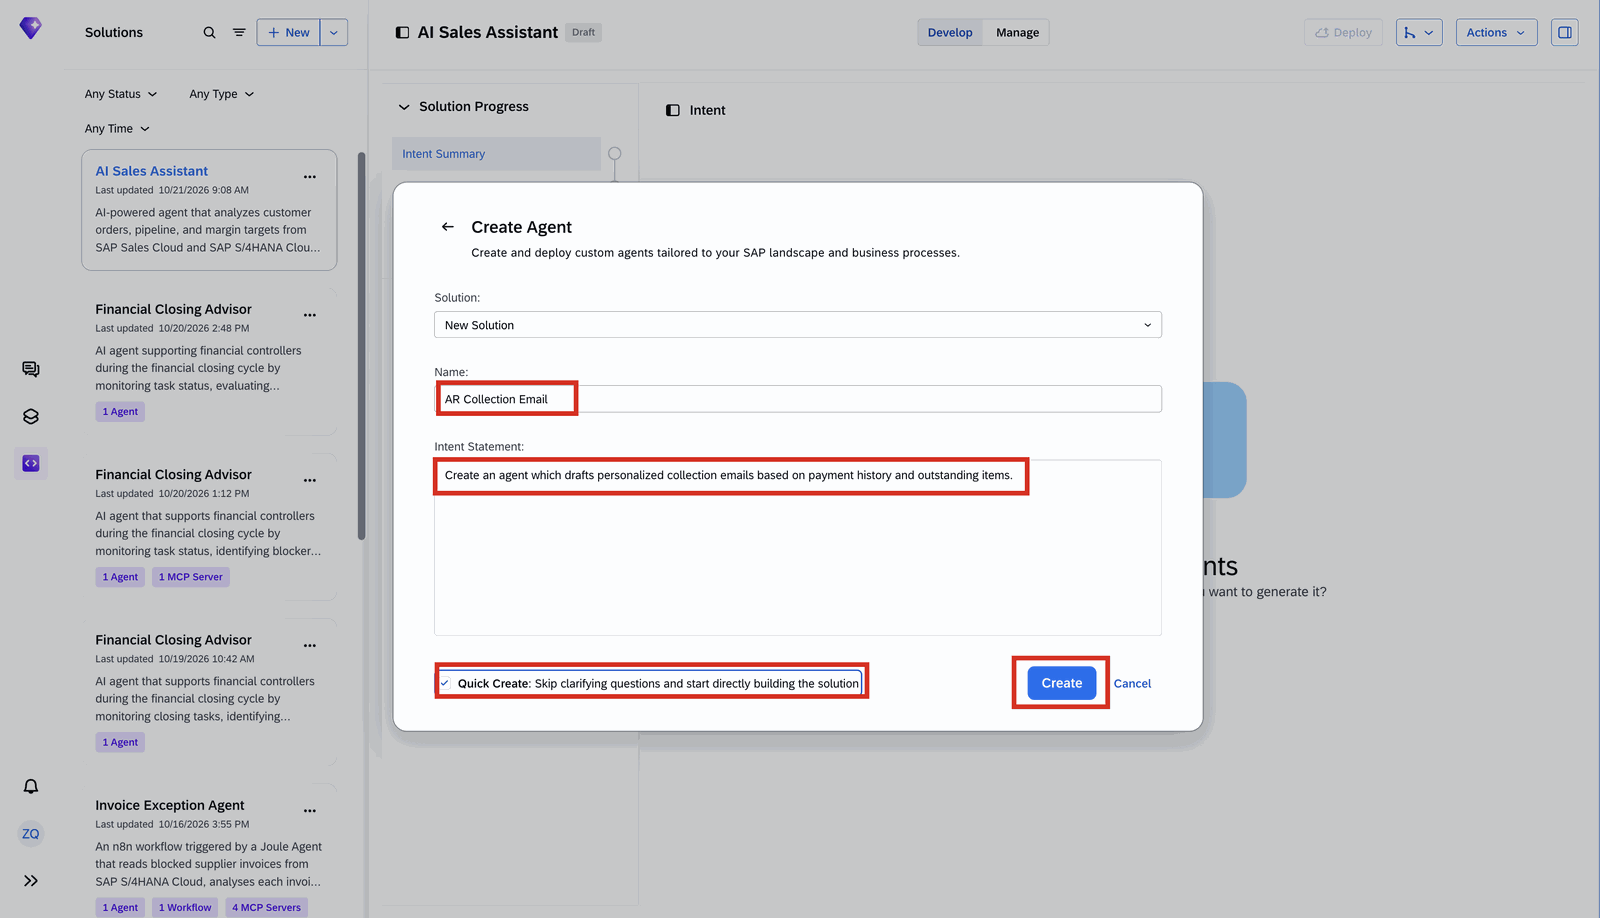 Solutions
New
AI Sales Assistant
Draft
Develop
Manage
Deploy
Actions
Any Status
Any Type
Any Time
AI Sales Assistant
Last updated 10/21/2026 9:08 AM
AI-powered agent that analyzes customer
orders, pipeline, and margin targets from
SAP Sales Cloud and SAP S/4HANA Clou...
Financial Closing Advisor
Last updated 10/20/2026 2:48 PM
AI agent supporting financial controllers
during the financial closing cycle by
monitoring task status, evaluating...
1 Agent
Financial Closing Advisor
Last updated 10/20/2026 1:12 PM
AI agent that supports financial controllers
during the financial closing cycle by
monitoring task status, identifying blocker...
1 Agent
1 MCP Server
Financial Closing Advisor
Last updated 10/19/2026 10:42 AM
AI agent that supports financial controllers
during the financial closing cycle by
monitoring closing tasks, identifying...
1 Agent
Invoice Exception Agent
Last updated 10/16/2026 3:55 PM
An n8n workflow triggered by a Joule Agent
that reads blocked supplier invoices from
SAP S/4HANA Cloud, analyses each invoi...
1 Agent
1 Workflow
4 MCP Servers
ZQ
Solution Progress
Intent Summary
Intent
Create Agent
Create and deploy custom agents tailored to your SAP landscape and business processes.
Solution:
New Solution
Name:
AR Collection Email
Intent Statement:
Create an agent which drafts personalized collection emails based on payment history and outstanding items.
Quick Create: Skip clarifying questions and start directly building the solution
Create
Cancel
nts
want to generate it?